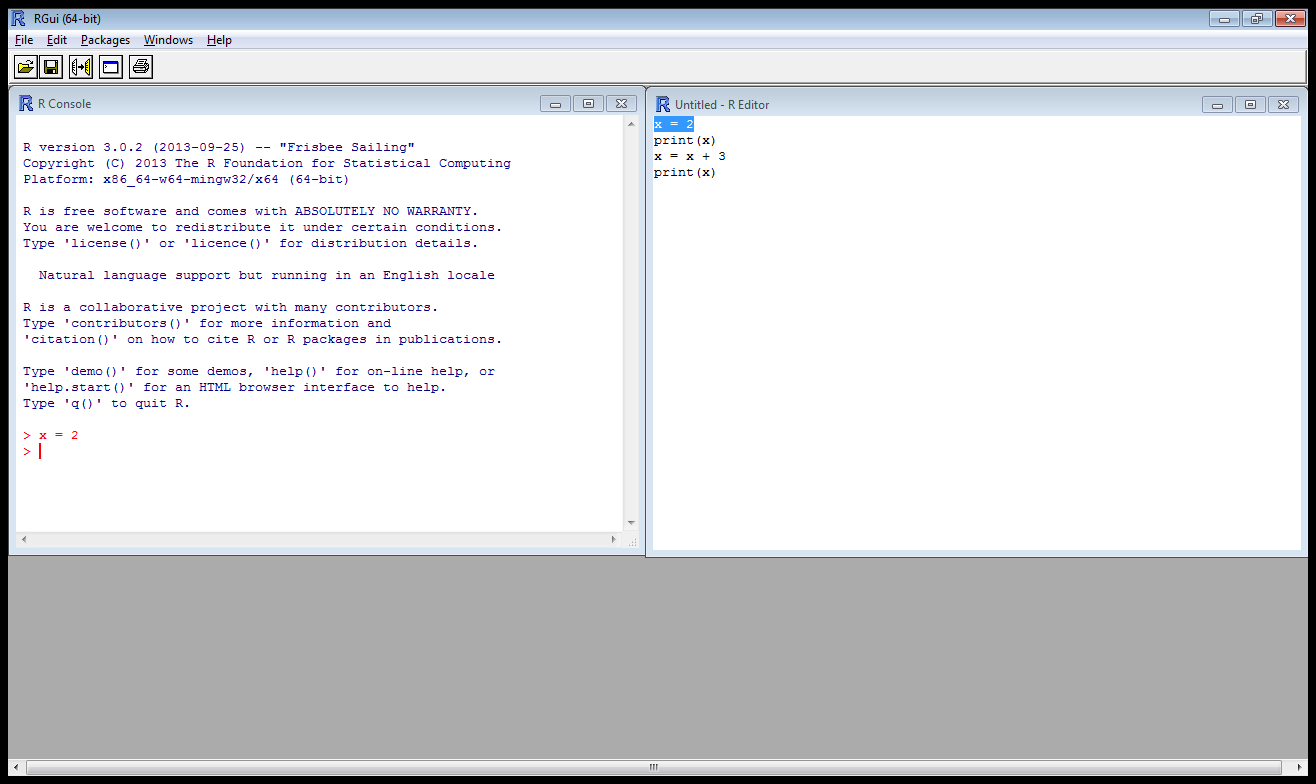 RGui (64-bit)
File Edit Packages Windows Help
R Console
R version 3.0.2 (2013-09-25) -- "Frisbee Sailing"
Copyright (C) 2013 The R Foundation for Statistical Computing
Platform: x86_64-w64-mingw32/x64 (64-bit)
R is free software and comes with ABSOLUTELY NO WARRANTY.
You are welcome to redistribute it under certain conditions.
Type 'license()' or 'licence()' for distribution details.
Natural language support but running in an English locale
R is a collaborative project with many contributors.
Type 'contributors()' for more information and
'citation()' on how to cite R or R packages in publications.
Type 'demo()' for some demos, 'help()' for on-line help, or
'help.start()' for an HTML browser interface to help.
Type 'q()' to quit R.
> x = 2
>
Untitled - R Editor
x = 2
print(x)
x = x + 3
print(x)